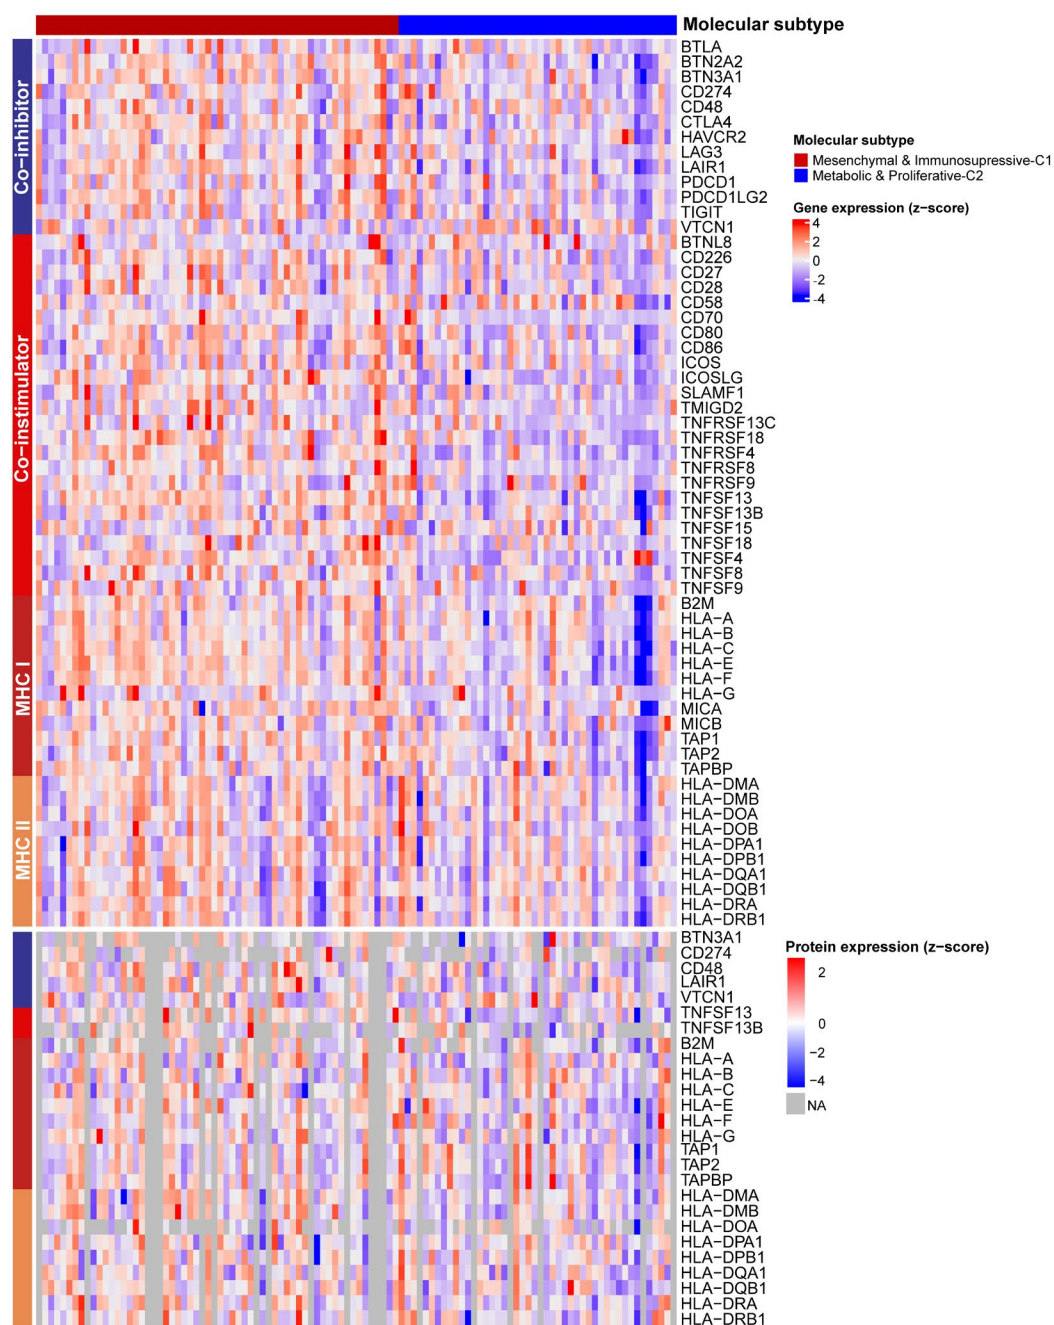 Molecular subtype
Co-inhibitor
BTLA
BTN2A2
BTN3A1
CD274
CD48
CTLA4
HAVCR2
LAG3
LAIR1
PDCD1
PDCD1LG2
TIGIT
VTCN1
Co-instimulator
BTNL8
CD226
CD27
CD28
CD58
CD70
CD80
CD86
ICOS
ICOSLG
SLAMF1
TMIGD2
TNFRSF13C
TNFRSF18
TNFRSF4
TNFRSF8
TNFRSF9
TNFSF13
TNFSF13B
TNFSF15
TNFSF18
TNFSF4
TNFSF8
TNFSF9
MHC I
B2M
HLA-A
HLA-B
HLA-C
HLA-E
HLA-F
HLA-G
MICA
MICB
TAP1
TAP2
TAPBP
MHC II
HLA-DMA
HLA-DMB
HLA-DOA
HLA-DOB
HLA-DPA1
HLA-DPB1
HLA-DQA1
HLA-DQB1
HLA-DRA
HLA-DRB1
BTN3A1
CD274
CD48
LAIR1
VTCN1
TNFSF13
TNFSF13B
B2M
HLA-A
HLA-B
HLA-C
HLA-E
HLA-F
HLA-G
TAP1
TAP2
TAPBP
HLA-DMA
HLA-DMB
HLA-DOA
HLA-DPA1
HLA-DPB1
HLA-DQA1
HLA-DQB1
HLA-DRA
HLA-DRB1
Molecular subtype
Mesenchymal & Immunosupressive-C1
Metabolic & Proliferative-C2
Gene expression (z-score)
4
2
0
-2
-4
Protein expression (z-score)
2
0
-2
-4
NA